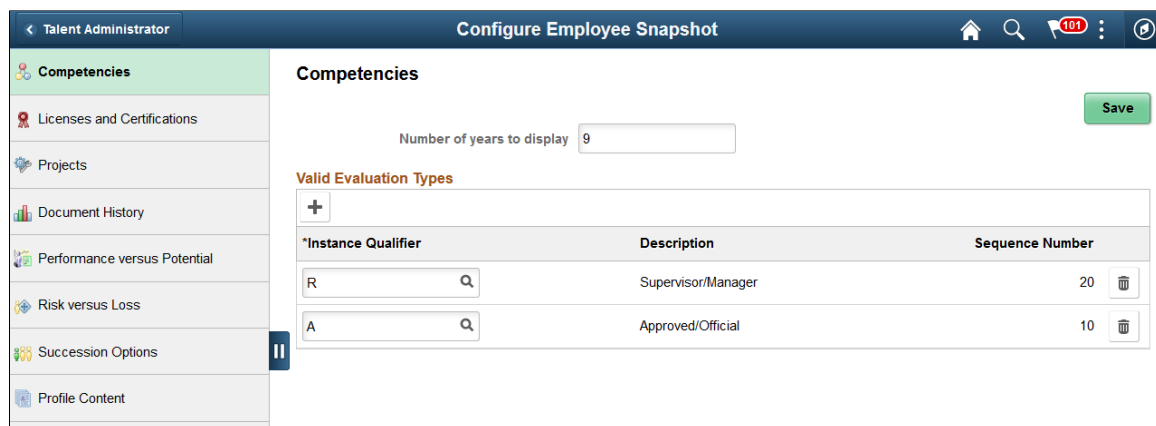 Talent Administrator
Configure Employee Snapshot
101
Competencies
Licenses and Certifications
Projects
Document History
Performance versus Potential
Risk versus Loss
Succession Options
Profile Content
Competencies
Save
Number of years to display 9
Valid Evaluation Types
*Instance Qualifier Description Sequence Number
R Supervisor/Manager 20
A Approved/Official 10